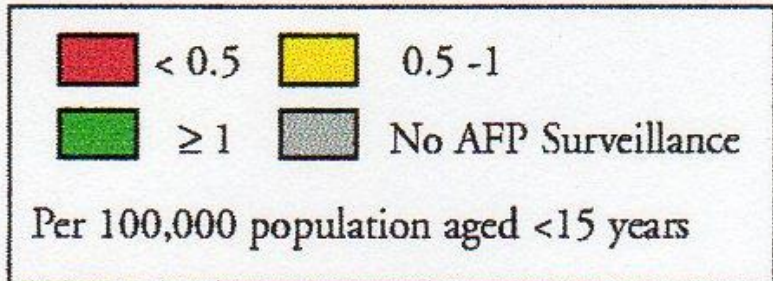 < 0.5 0.5 -1
≥ 1 No AFP Surveillance
Per 100,000 population aged <15 years